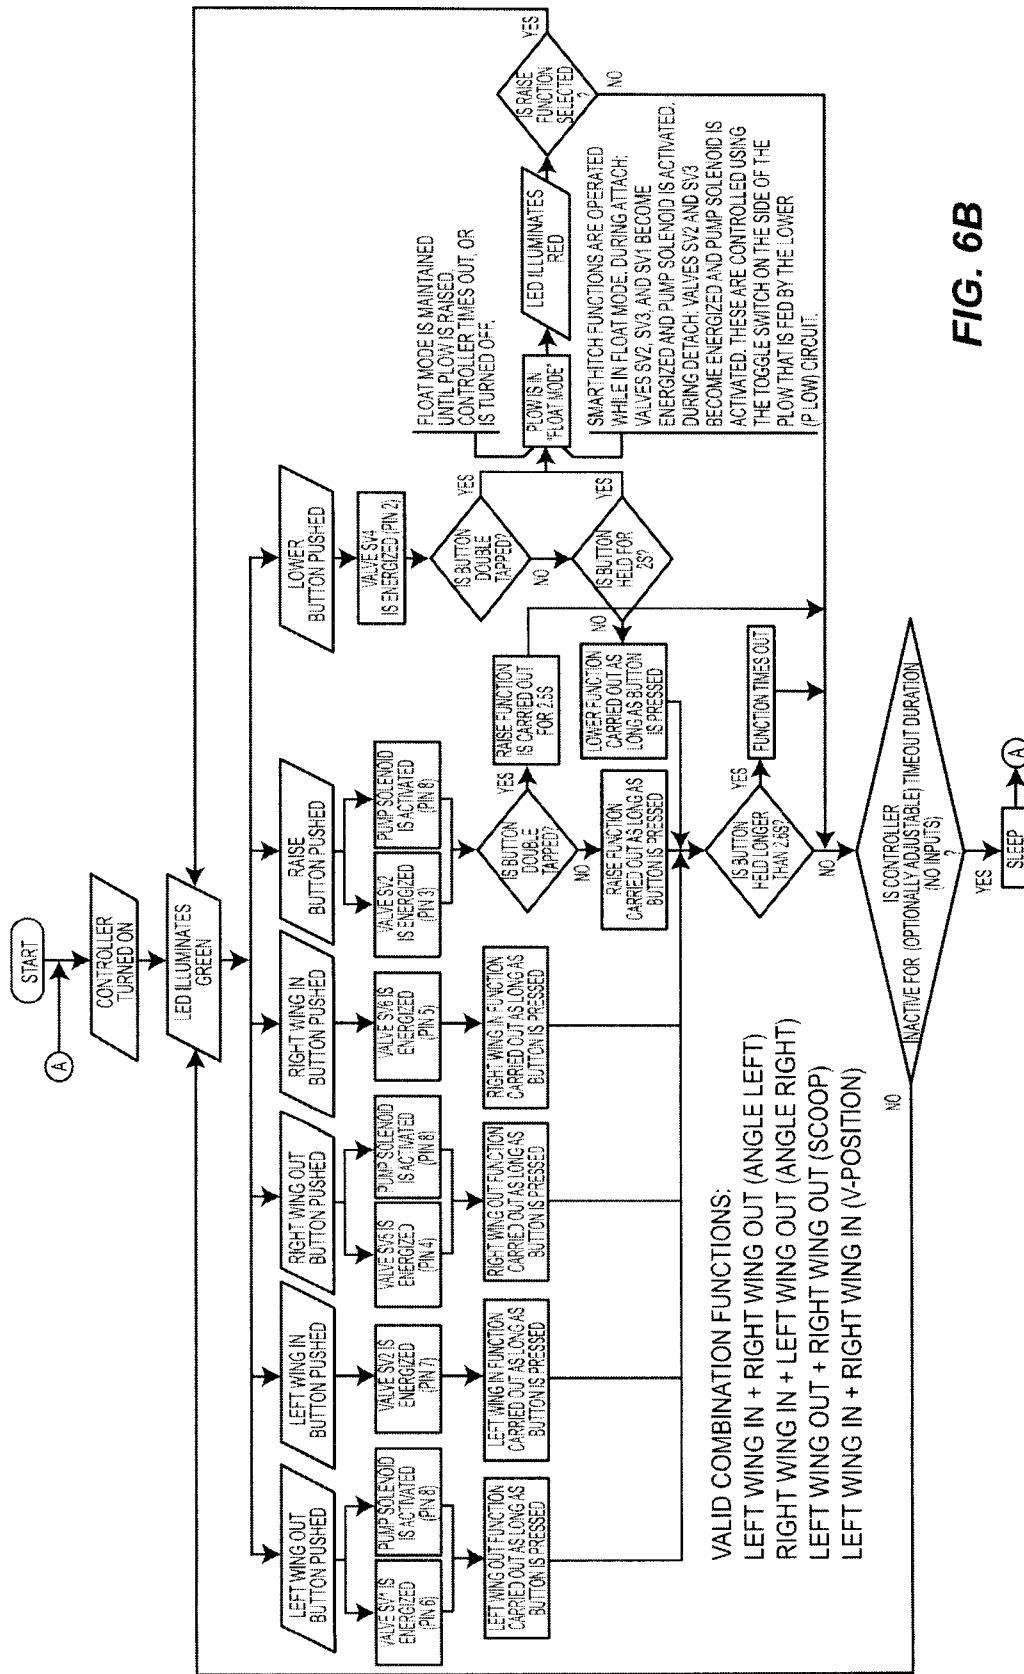 START
A
CONTROLLER
TURNED ON
LED ILLUMINATES
GREEN
LEFT WING OUT
BUTTON PUSHED
LEFT WING IN
BUTTON PUSHED
RIGHT WING OUT
BUTTON PUSHED
RIGHT WING IN
BUTTON PUSHED
RAISE
BUTTON PUSHED
LOWER
BUTTON PUSHED
VALVE SV1 IS
ENERGIZED
(PIN 6)
PUMP SOLENOID
IS ACTIVATED
(PIN 8)
VALVE SV2 IS
ENERGIZED
(PIN 7)
VALVE SV5 IS
ENERGIZED
(PIN 4)
PUMP SOLENOID
IS ACTIVATED
(PIN 8)
VALVE SV6 IS
ENERGIZED
(PIN 5)
VALVE SV2
IS ENERGIZED
(PIN 3)
PUMP SOLENOID
IS ACTIVATED
(PIN 8)
VALVE SV4
IS ENERGIZED (PIN 2)
LEFT WING OUT FUNCTION
CARRIED OUT AS LONG AS
BUTTON IS PRESSED
LEFT WING IN FUNCTION
CARRIED OUT AS LONG AS
BUTTON IS PRESSED
RIGHT WING OUT FUNCTION
CARRIED OUT AS LONG AS
BUTTON IS PRESSED
RIGHT WING IN FUNCTION
CARRIED OUT AS LONG AS
BUTTON IS PRESSED
IS BUTTON
DOUBLE
TAPPED?
YES
NO
RAISE FUNCTION
IS CARRIED OUT
FOR 2.5S
RAISE FUNCTION
CARRIED OUT AS LONG AS
BUTTON IS PRESSED
IS BUTTON
DOUBLE
TAPPED?
YES
NO
IS BUTTON
HELD FOR
2S?
YES
NO
LOWER FUNCTION
CARRIED OUT AS
LONG AS BUTTON
IS PRESSED
FLOAT MODE IS MAINTAINED
UNTIL PLOW IS RAISED,
CONTROLLER TIMES OUT, OR
IS TURNED OFF.
PLOW IS IN
"FLOAT MODE"
LED ILLUMINATES
RED
IS RAISE
FUNCTION
SELECTED
?
YES
NO
SMARTHITCH FUNCTIONS ARE OPERATED
WHILE IN FLOAT MODE. DURING ATTACH:
VALVES SV2, SV3, AND SV1 BECOME
ENERGIZED AND PUMP SOLENOID IS ACTIVATED.
DURING DETACH: VALVES SV2 AND SV3
BECOME ENERGIZED AND PUMP SOLENOID IS
ACTIVATED. THESE ARE CONTROLLED USING
THE TOGGLE SWITCH ON THE SIDE OF THE
PLOW THAT IS FED BY THE LOWER
(PLOW) CIRCUIT.
IS BUTTON
HELD LONGER
THAN 2.6S?
YES
NO
FUNCTION TIMES OUT
IS CONTROLLER
INACTIVE FOR (OPTIONALLY ADJUSTABLE) TIMEOUT DURATION
(NO INPUTS)
?
NO
YES
SLEEP
A
VALID COMBINATION FUNCTIONS:
LEFT WING IN + RIGHT WING OUT (ANGLE LEFT)
RIGHT WING IN + LEFT WING OUT (ANGLE RIGHT)
LEFT WING OUT + RIGHT WING OUT (SCOOP)
LEFT WING IN + RIGHT WING IN (V-POSITION)
FIG. 6B